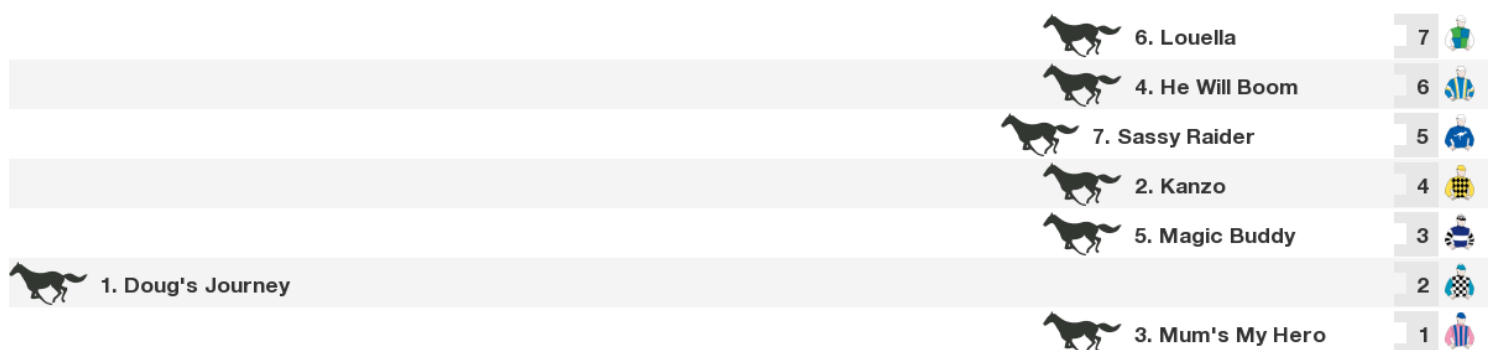 6. Louella 7
4. He Will Boom 6
7. Sassy Raider 5
2. Kanzo 4
5. Magic Buddy 3
1. Doug's Journey 2
3. Mum's My Hero 1